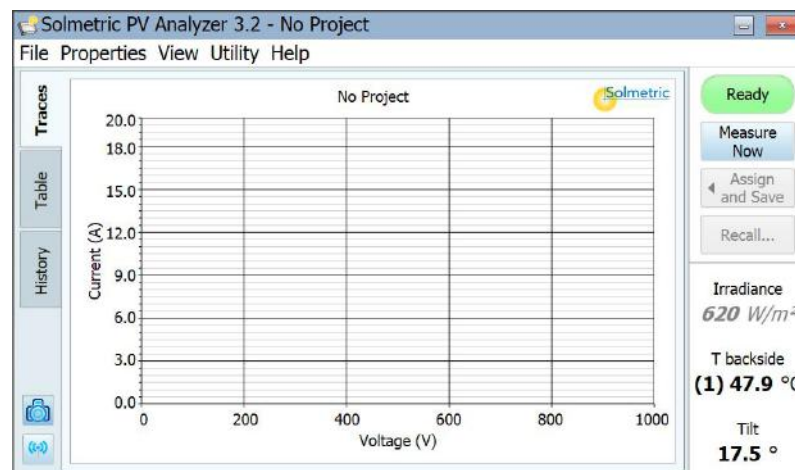 Solmetric PV Analyzer 3.2 - No Project
File Properties View Utility Help
Traces
Table
History
No Project
Solmetric
Current (A)
20.0
18.0
15.0
12.0
9.0
6.0
3.0
0.0
0 200 400 600 800 1000
Voltage (V)
Ready
Measure
Now
Assign
and Save
Recall...
Irradiance
620 W/m²
T backside
(1) 47.9 °C
Tilt
17.5 °